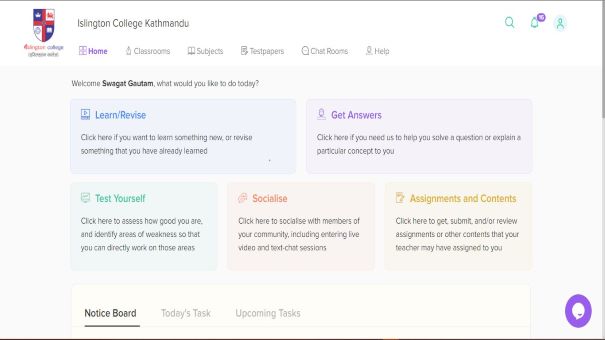 Islington College Kathmandu
16
islington college
Home
Classrooms
Subjects
Testpapers
Chat Rooms
Help
Welcome Swagat Gautam, what would you like to do today?
Learn/Revise
Click here if you want to learn something new, or revise
something that you have already learned
Get Answers
Click here if you need us to help you solve a question or explain a
particular concept to you
Test Yourself
Click here to assess how good you are,
and identify areas of weakness so that
you can directly work on those areas
Socialise
Click here to socialise with members of
your community, including entering live
video and text-chat sessions
Assignments and Contents
Click here to get, submit, and/or review
assignments or other contents that your
teacher may have assigned to you
Notice Board
Today's Task
Upcoming Tasks